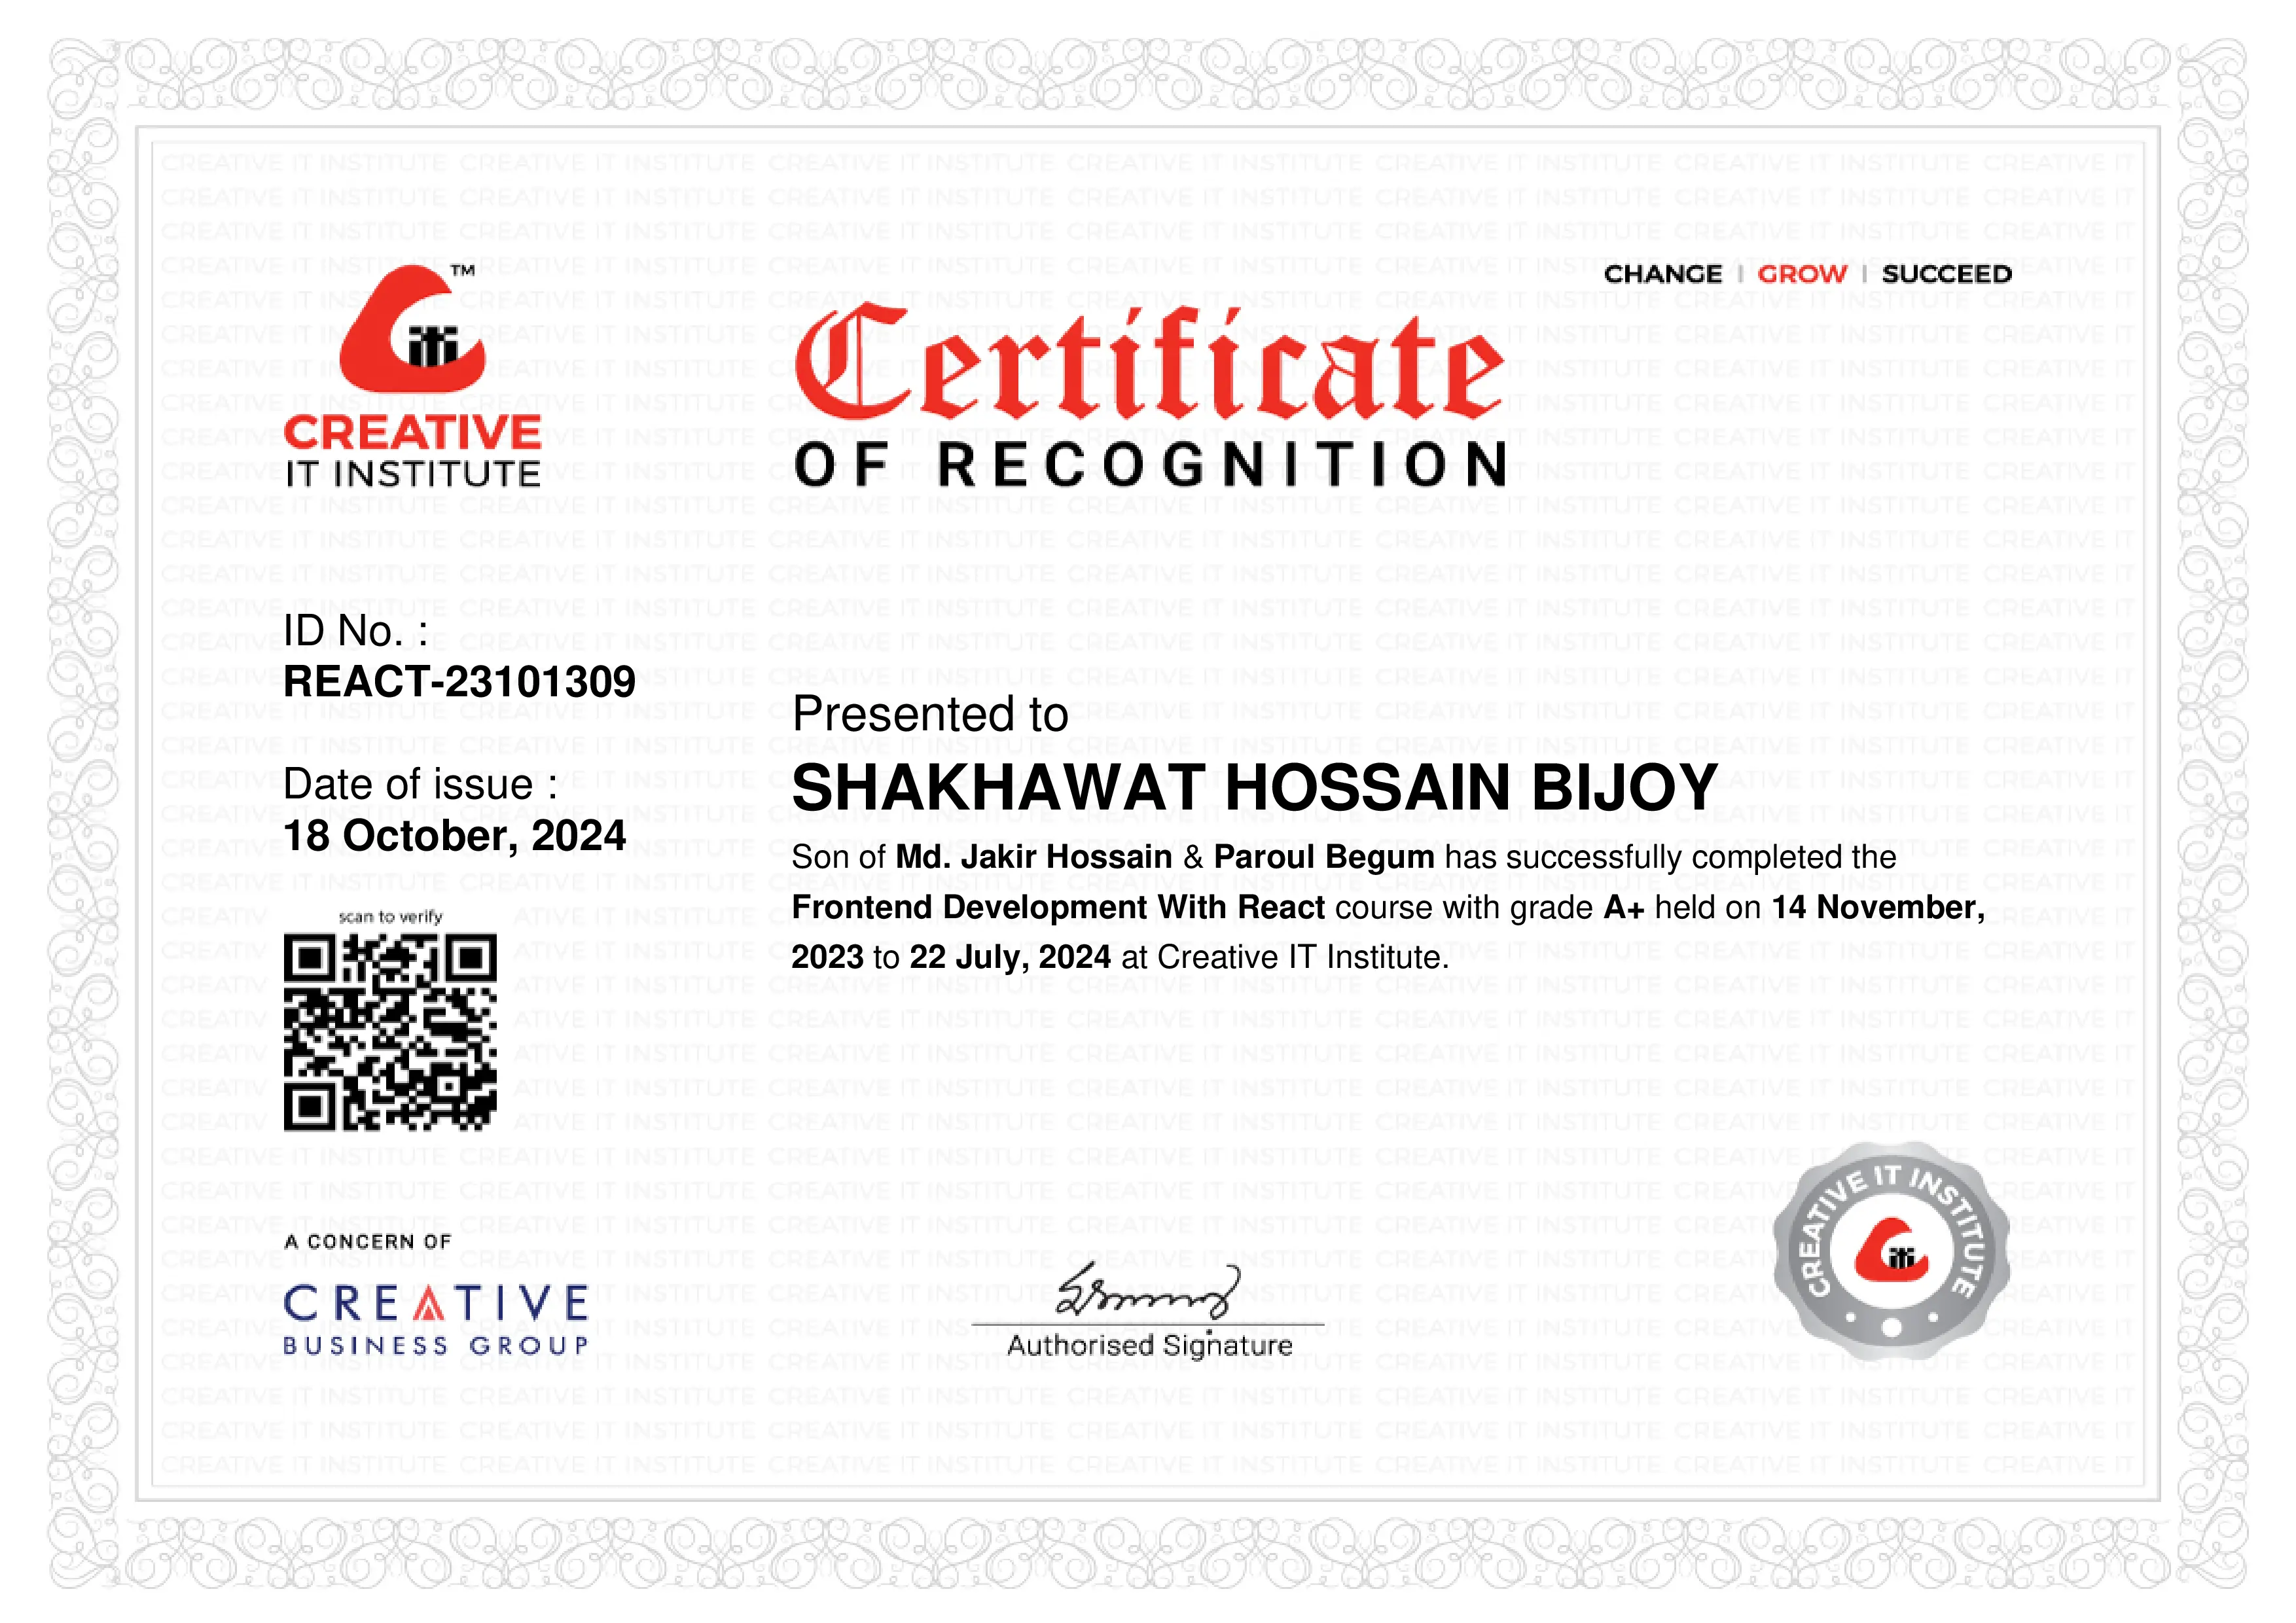 CREATIVE
IT INSTITUTE
TM
iti
CHANGE | GROW | SUCCEED
Certificate
OF RECOGNITION
ID No. :
REACT-23101309
Date of issue :
18 October, 2024
scan to verify
Presented to
SHAKHAWAT HOSSAIN BIJOY
Son of Md. Jakir Hossain & Paroul Begum has successfully completed the
Frontend Development With React course with grade A+ held on 14 November,
2023 to 22 July, 2024 at Creative IT Institute.
A CONCERN OF
CREATIVE
BUSINESS GROUP
Authorised Signature
CREATIVE IT INSTITUTE
iti